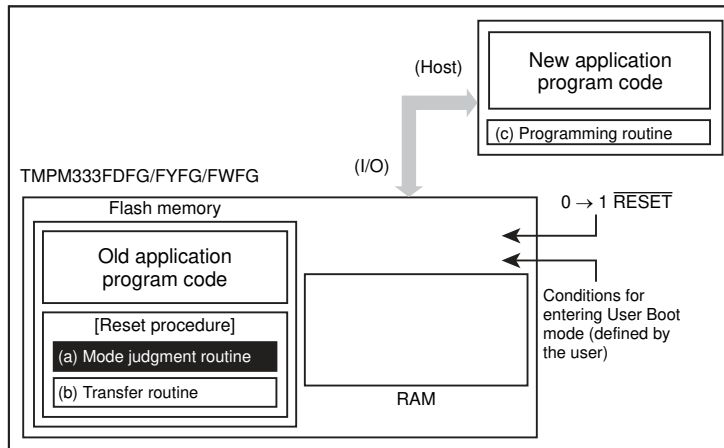 New application
program code
(Host)
(c) Programming routine
(I/O)
TMPM333FDFG/FYFG/FWFG
Flash memory
0 → 1 RESET
Old application
program code
Conditions for
entering User Boot
mode (defined by
the user)
[Reset procedure]
(a) Mode judgment routine
(b) Transfer routine
RAM